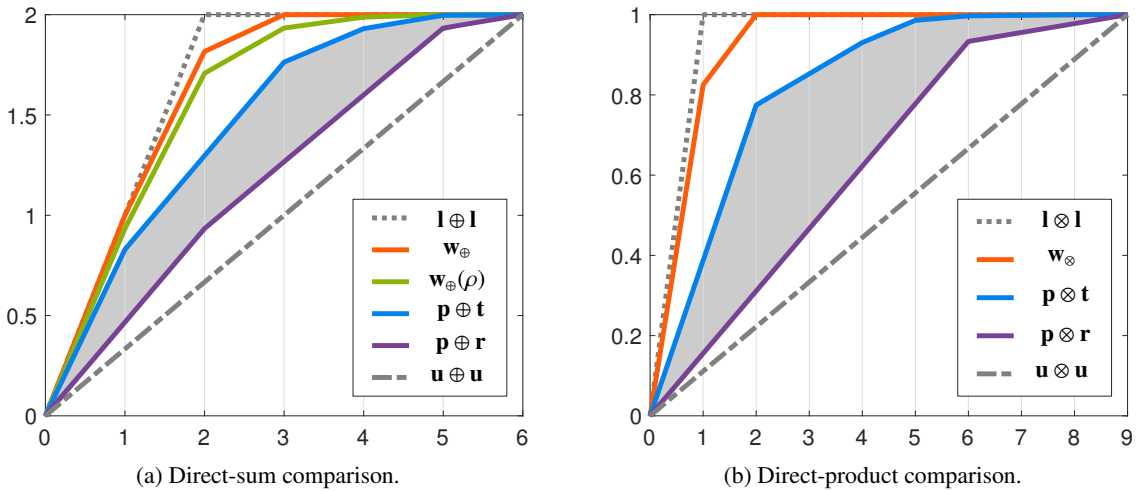 2
1.5
1
0.5
0
0 1 2 3 4 5 6
l ⊕ l
w⊕
w⊕(ρ)
p ⊕ t
p ⊕ r
u ⊕ u
(a) Direct-sum comparison.
1
0.8
0.6
0.4
0.2
0
0 1 2 3 4 5 6 7 8 9
l ⊗ l
w⊗
p ⊗ t
p ⊗ r
u ⊗ u
(b) Direct-product comparison.